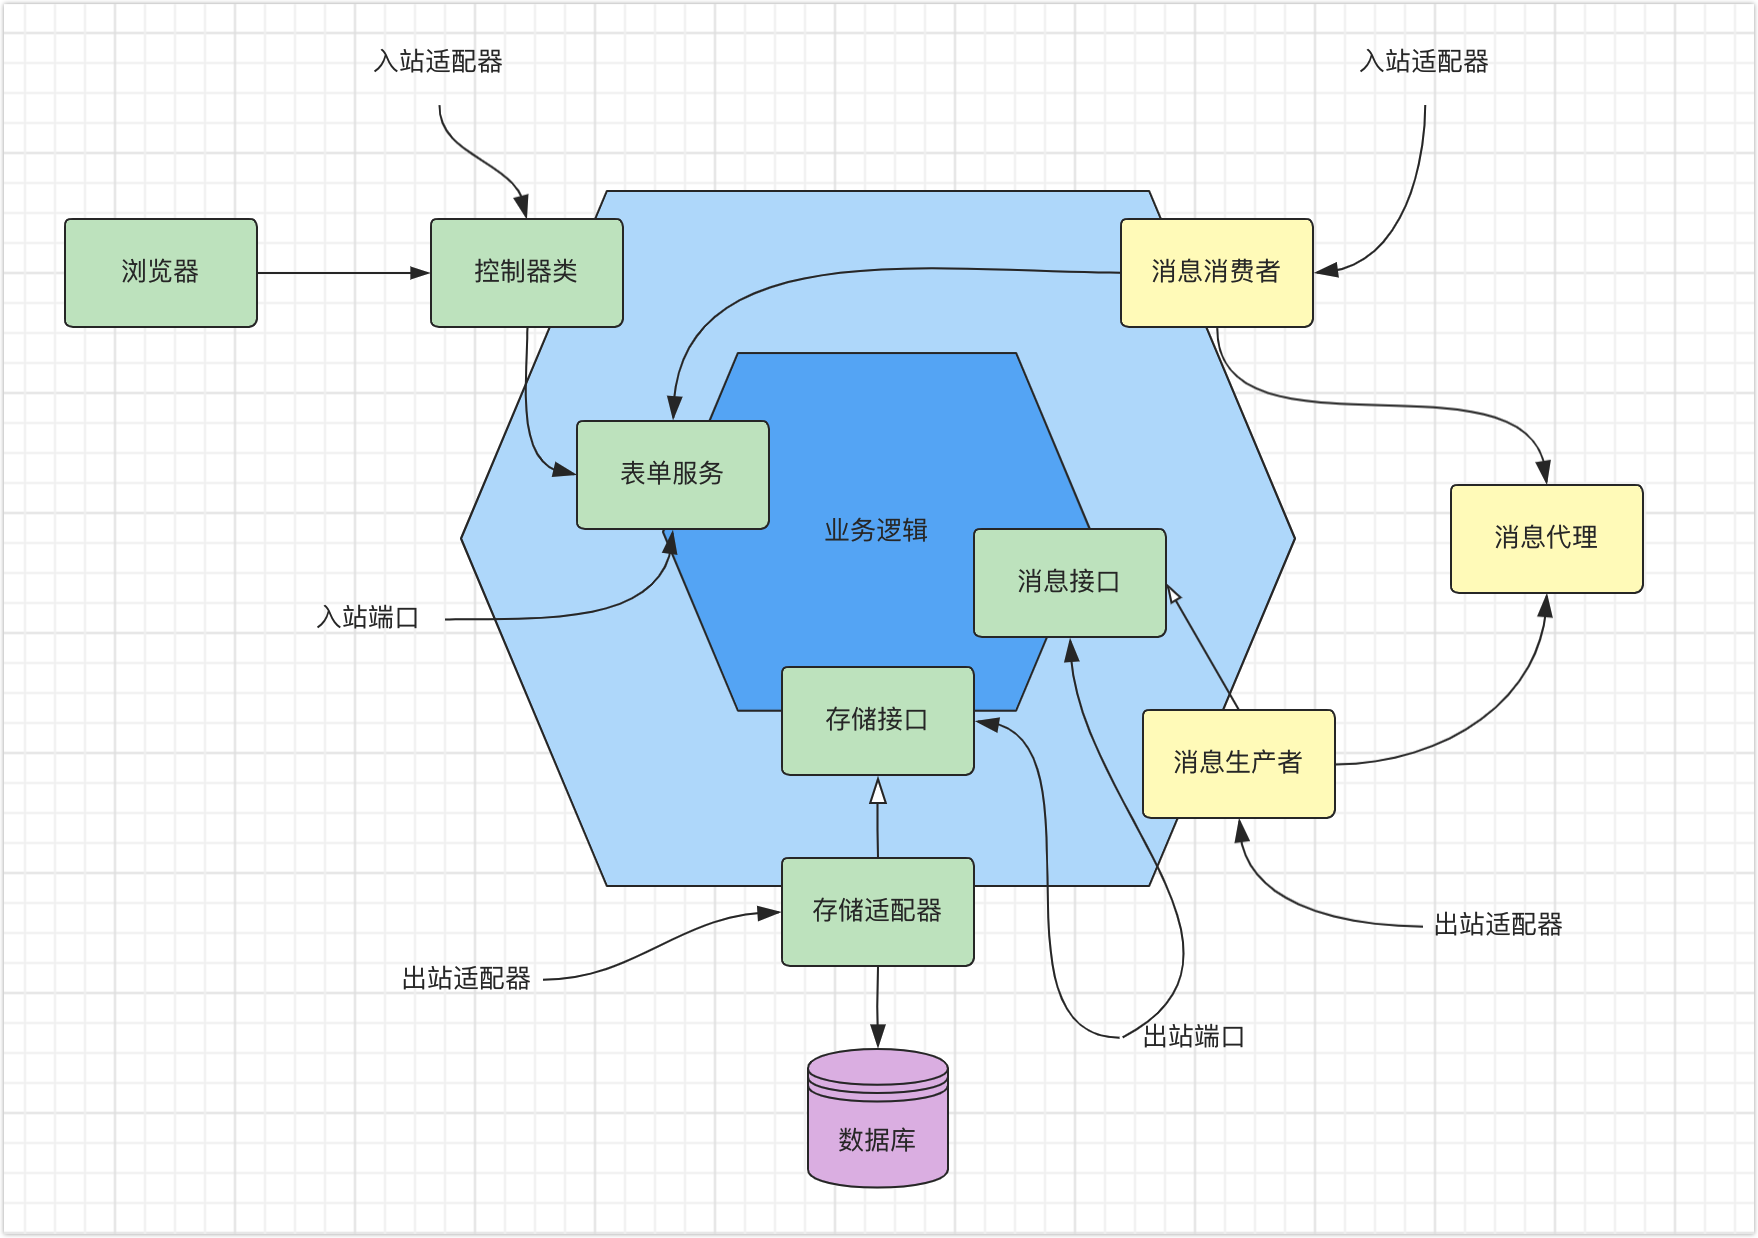 入站适配器
入站适配器
浏览器
控制器类
消息消费者
表单服务
业务逻辑
消息代理
消息接口
入站端口
存储接口
消息生产者
存储适配器
出站适配器
出站适配器
出站端口
数据库